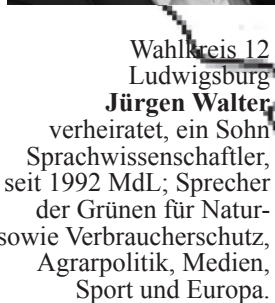 Wahlkreis 12
Ludwigsburg
Jürgen Walter
verheiratet, ein Sohn
Sprachwissenschaftler,
seit 1992 MdL; Sprecher
der Grünen für Natur-
sowie Verbraucherschutz,
Agrarpolitik, Medien,
Sport und Europa.